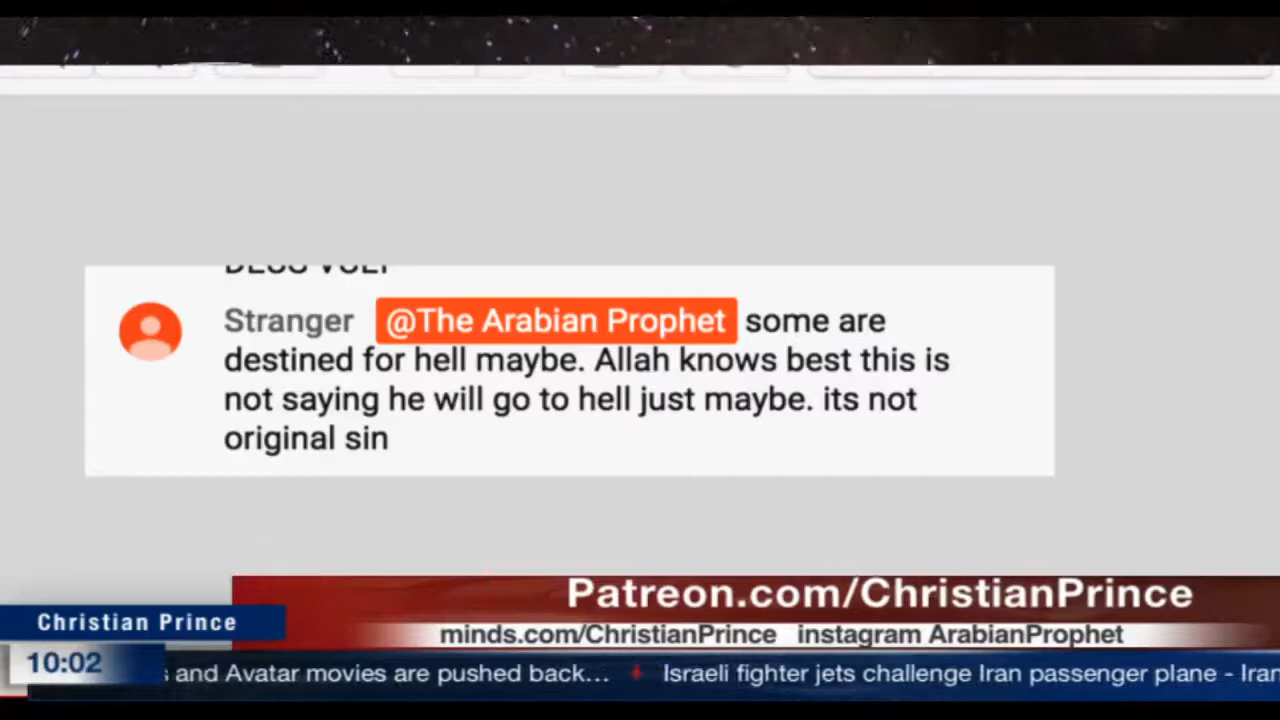 DEUS VULT
Stranger @The Arabian Prophet some are
destined for hell maybe. Allah knows best this is
not saying he will go to hell just maybe. its not
original sin
Patreon.com/ChristianPrince
Christian Prince
minds.com/ChristianPrince instagram ArabianProphet
10:02
and Avatar movies are pushed back... Israeli fighter jets challenge Iran passenger plane - Iran